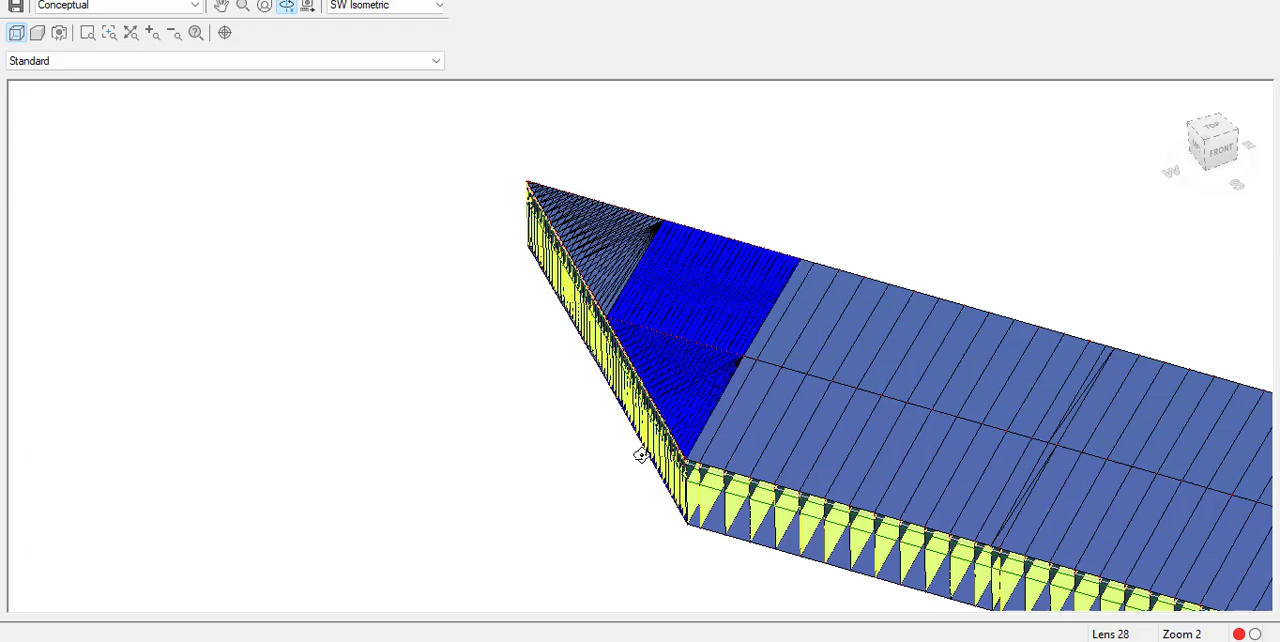 Conceptual
SW Isometric
Standard
TOP
FRONT
W
S
Lens 28
Zoom 2